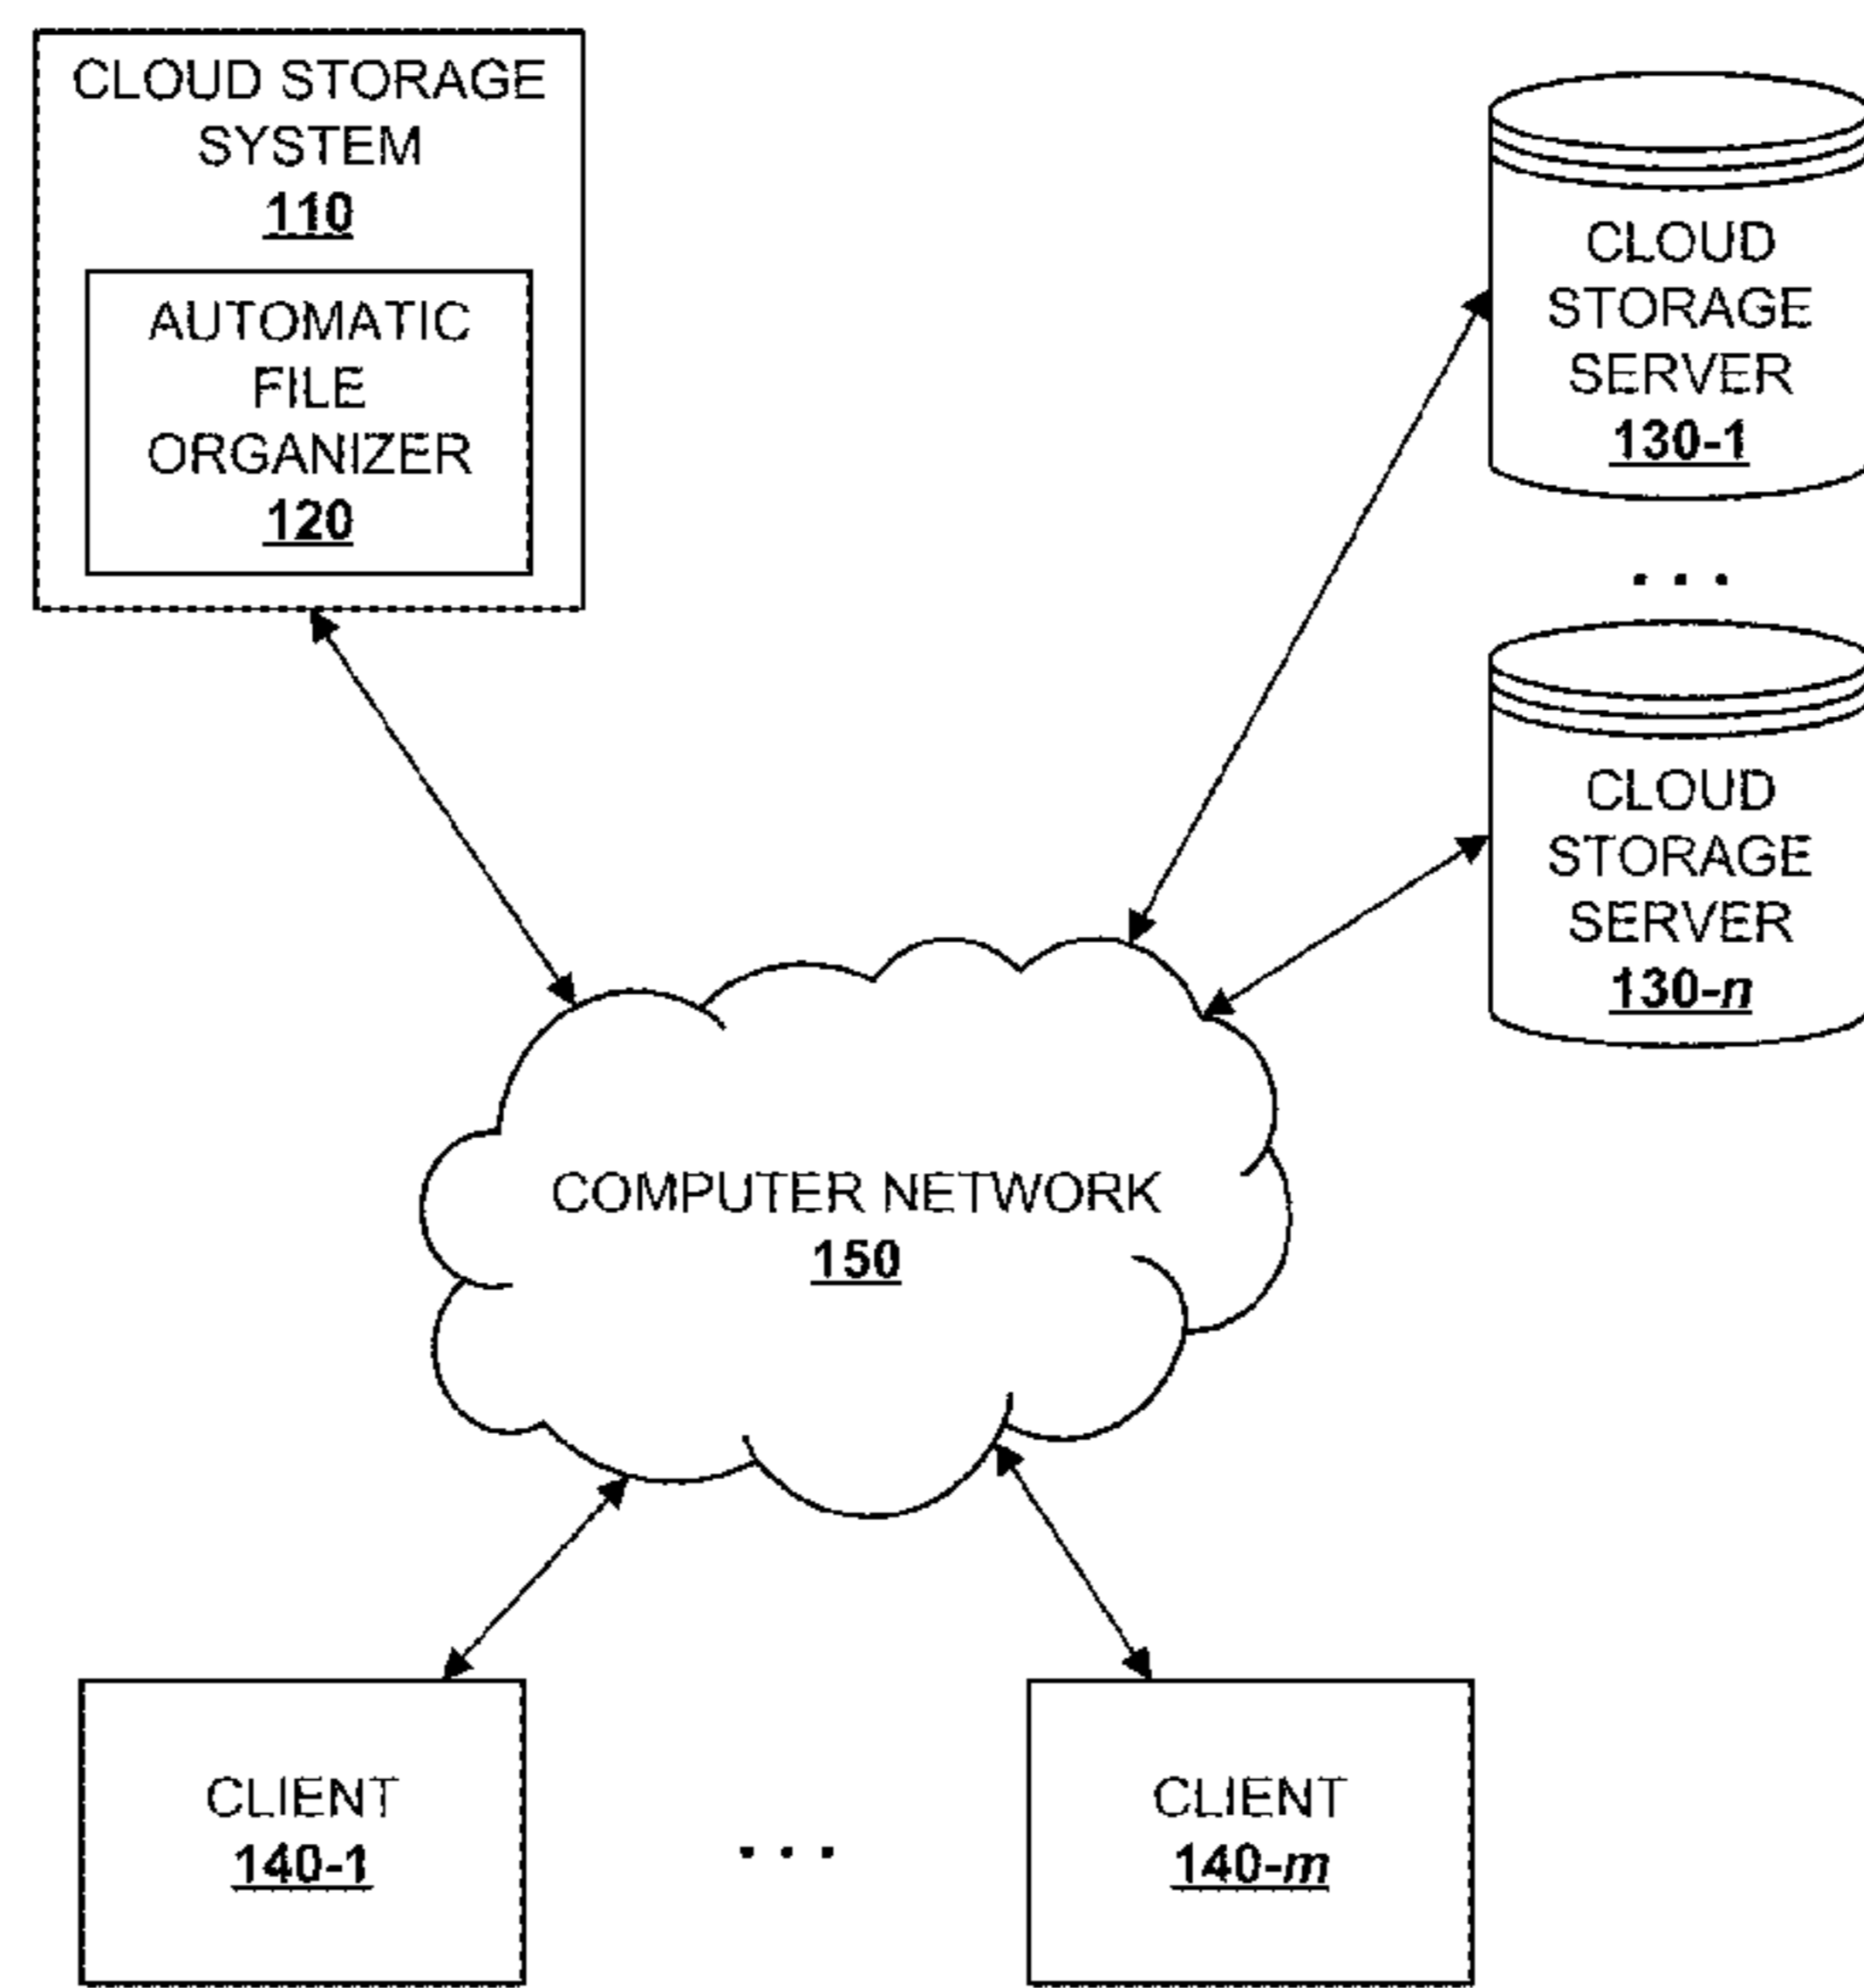 CLOUD STORAGE
SYSTEM
110
AUTOMATIC
FILE
ORGANIZER
120
CLOUD
STORAGE
SERVER
130-1
. . .
CLOUD
STORAGE
SERVER
130-n
COMPUTER NETWORK
150
CLIENT
140-1
. . .
CLIENT
140-m